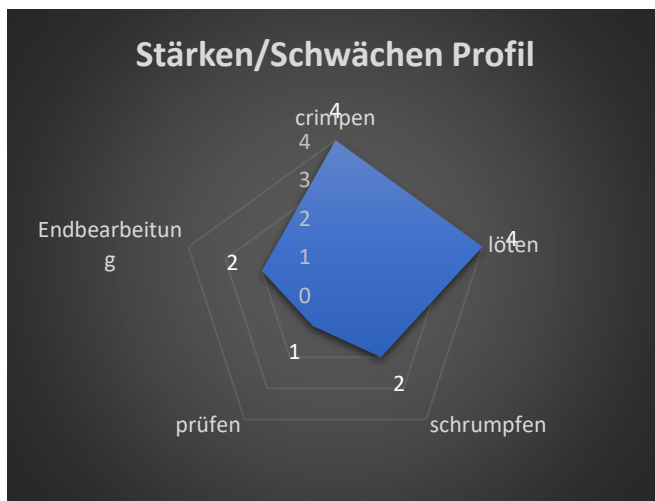 Stärken/Schwächen Profil
4
crimpen
4
3
2
1
0
4
löten
2
schrumpfen
1
prüfen
2
Endbearbeitun
g